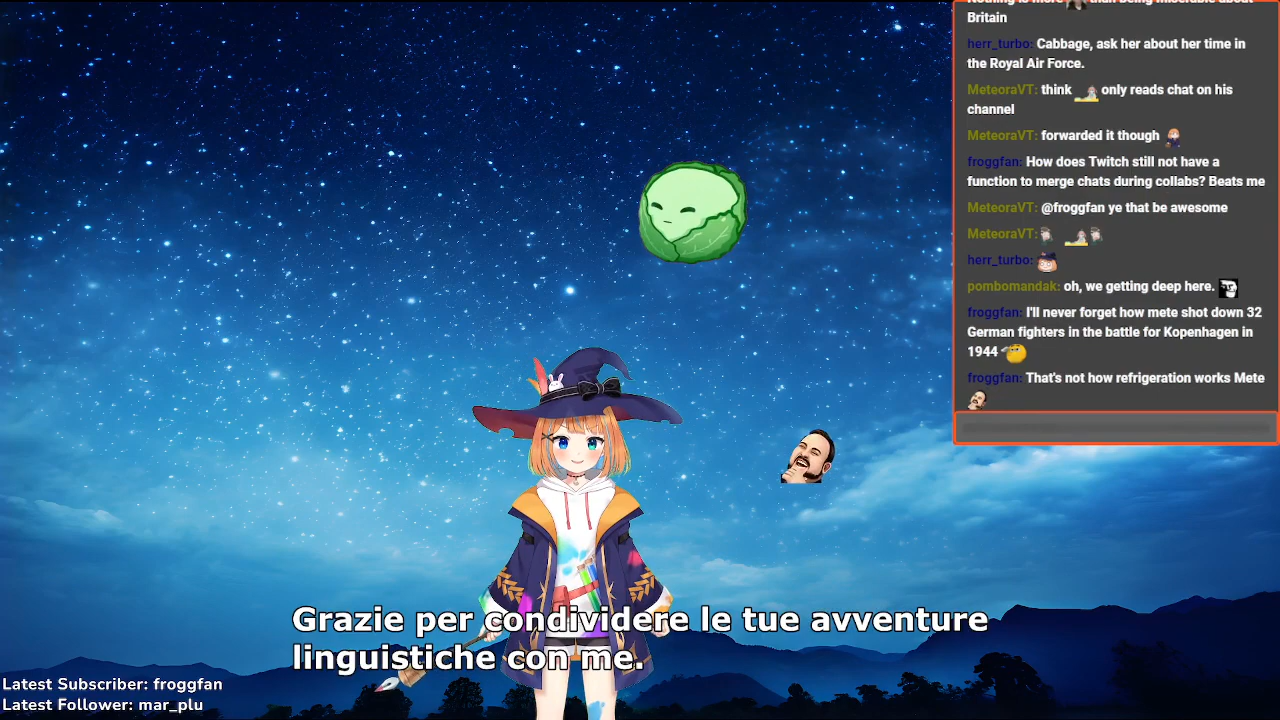 Britain
herr_turbo: Cabbage, ask her about her time in
the Royal Air Force.
MeteoraVT: think only reads chat on his
channel
MeteoraVT: forwarded it though
froggfan: How does Twitch still not have a
function to merge chats during collabs? Beats me
MeteoraVT: @froggfan ye that be awesome
MeteoraVT:
herr_turbo:
pombomandak: oh, we getting deep here.
froggfan: I'll never forget how mete shot down 32
German fighters in the battle for Kopenhagen in
1944
froggfan: That's not how refrigeration works Mete
Grazie per condividere le tue avventure
linguistiche con me.
Latest Subscriber: froggfan
Latest Follower: mar_plu